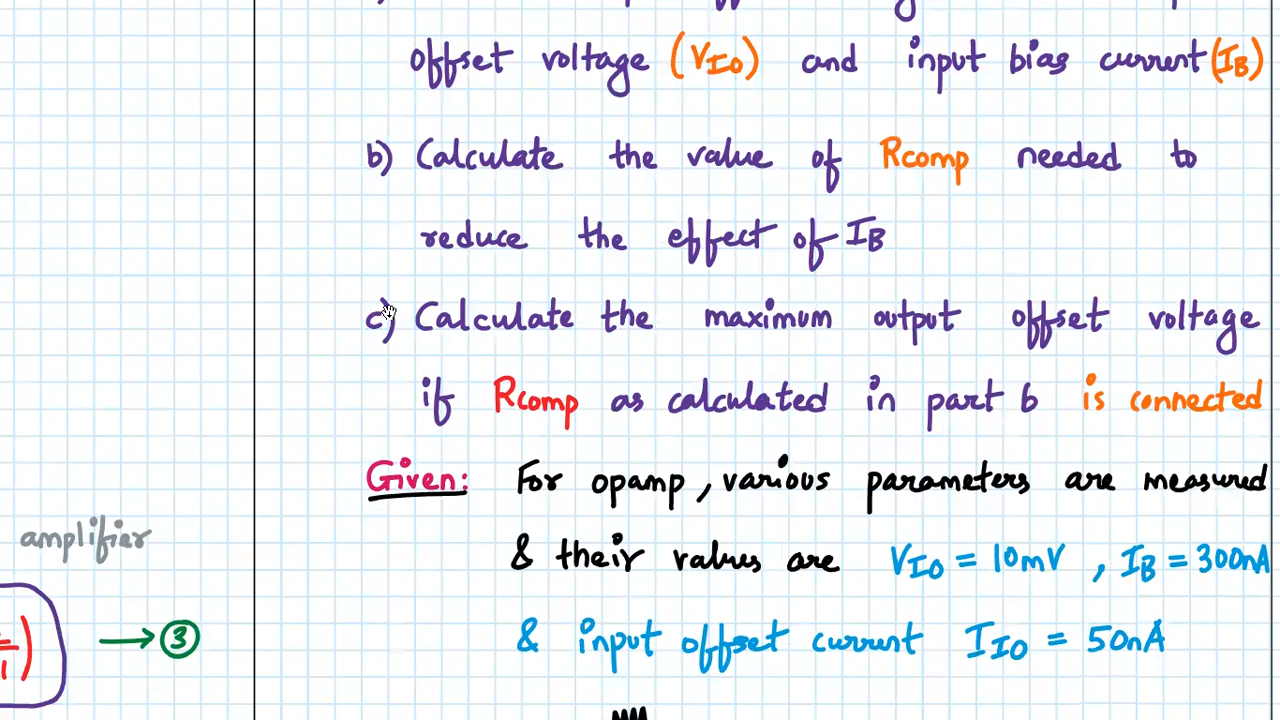 offset voltage (VIO) and input bias current (IB)
b) Calculate the value of Rcomp needed to
reduce the effect of IB
c) Calculate the maximum output offset voltage
if Rcomp as calculated in part b is connected
Given: For opamp, various parameters are measured
amplifier
& their values are VIO = 10mV, IB = 300nA
→ 3
& input offset current IIO = 50nA